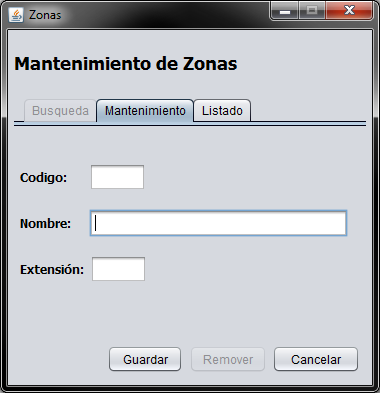 Zonas
Mantenimiento de Zonas
Busqueda Mantenimiento Listado
Codigo:
Nombre:
Extensión:
Guardar Remover Cancelar